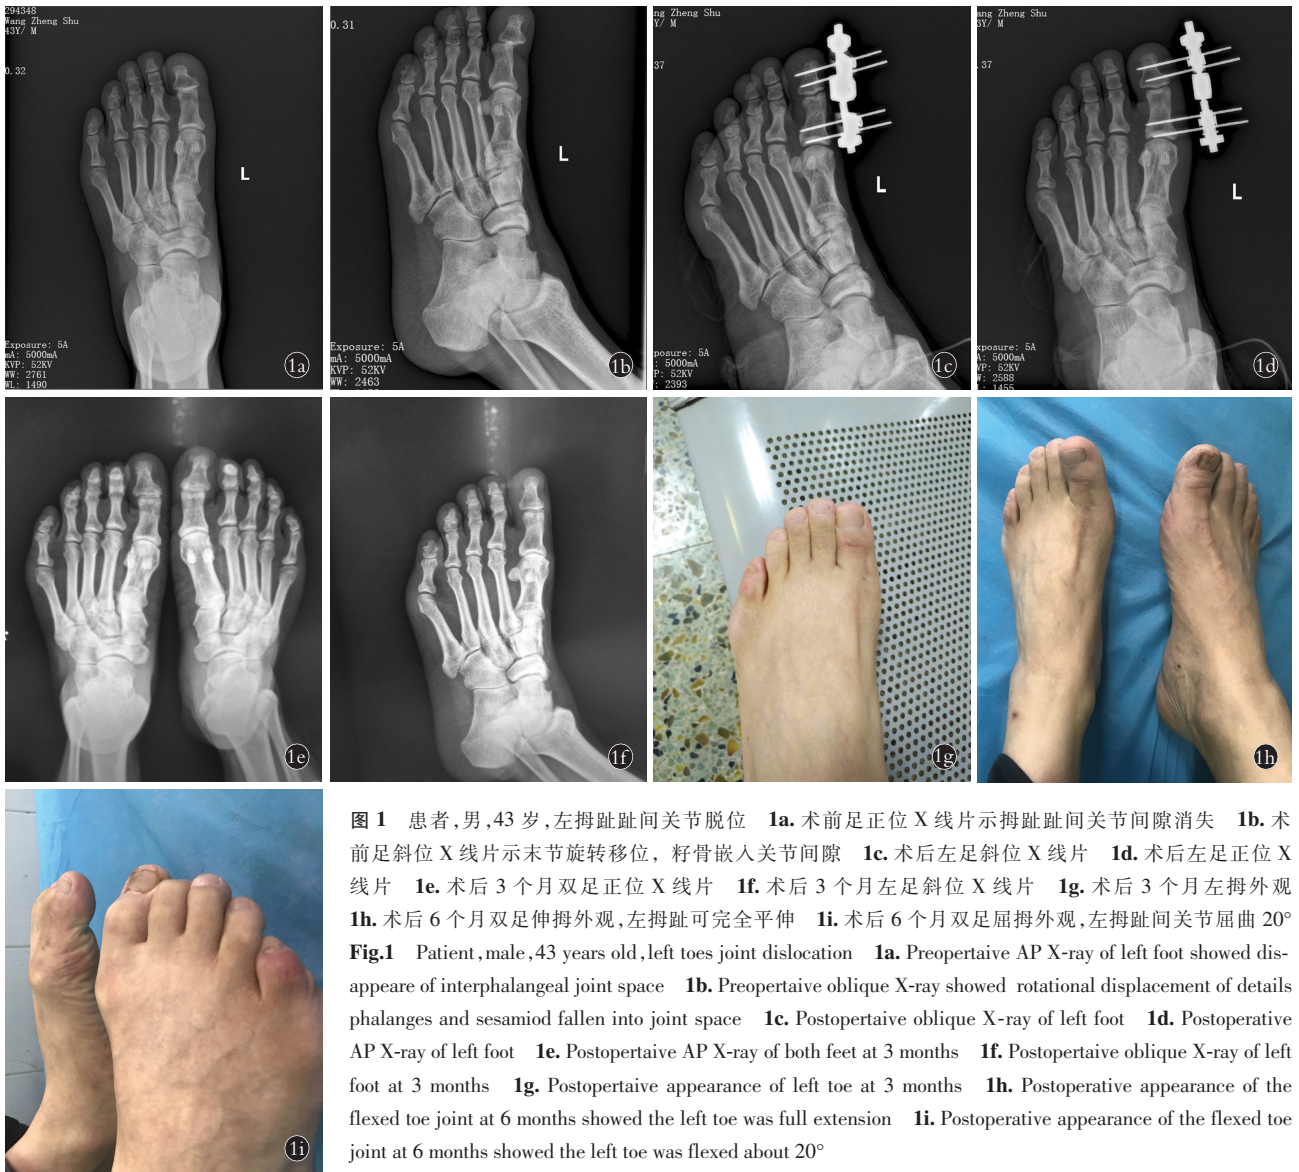 294348
Wang Zheng Shu
43Y/ M
0.32
L
Exposure: 5A
mA: 5000mA
KVP: 52KV
WW: 2761
WL: 1490
1a
0.31
L
Exposure: 5A
mA: 5000mA
KVP: 52KV
WW: 2463
1b
ng Zheng Shu
3Y/ M
37
L
posure: 5A
: 5000mA
P: 52KV
: 2393
1c
ang Zheng Shu
3Y/ M
.37
L
xposure: 5A
A: 5000mA
VP: 52KV
W: 2588
: 1455
1d
1e
1f
1g
1h
1i
图 1 患者,男,43 岁,左拇趾趾间关节脱位 1a. 术前足正位 X 线片示拇趾趾间关节间隙消失 1b. 术
前足斜位 X 线片示末节旋转移位，籽骨嵌入关节间隙 1c. 术后左足斜位 X 线片 1d. 术后左足正位 X
线片 1e. 术后 3 个月双足正位 X 线片 1f. 术后 3 个月左足斜位 X 线片 1g. 术后 3 个月左拇外观
1h. 术后 6 个月双足伸拇外观,左拇趾可完全平伸 1i. 术后 6 个月双足屈拇外观,左拇趾间关节屈曲 20°
Fig.1 Patient,male,43 years old,left toes joint dislocation 1a. Preopertaive AP X-ray of left foot showed dis-
appeare of interphalangeal joint space 1b. Preopertaive oblique X-ray showed rotational displacement of details
phalanges and sesamiod fallen into joint space 1c. Postopertaive oblique X-ray of left foot 1d. Postoperative
AP X-ray of left foot 1e. Postopertaive AP X-ray of both feet at 3 months 1f. Postopertaive oblique X-ray of left
foot at 3 months 1g. Postopertaive appearance of left toe at 3 months 1h. Postoperative appearance of the
flexed toe joint at 6 months showed the left toe was full extension 1i. Postoperative appearance of the flexed toe
joint at 6 months showed the left toe was flexed about 20°